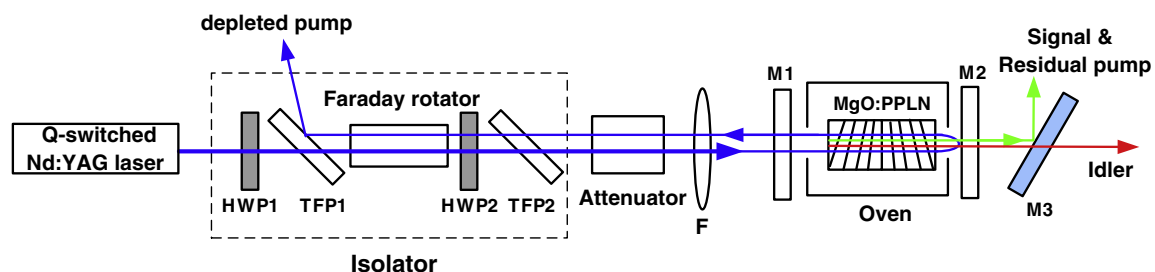 depleted pump
Signal &
Residual pump
Faraday rotator
M1
M2
MgO:PPLN
Q-switched
Nd:YAG laser
Idler
HWP1
TFP1
HWP2
TFP2
Attenuator
F
Oven
M3
Isolator